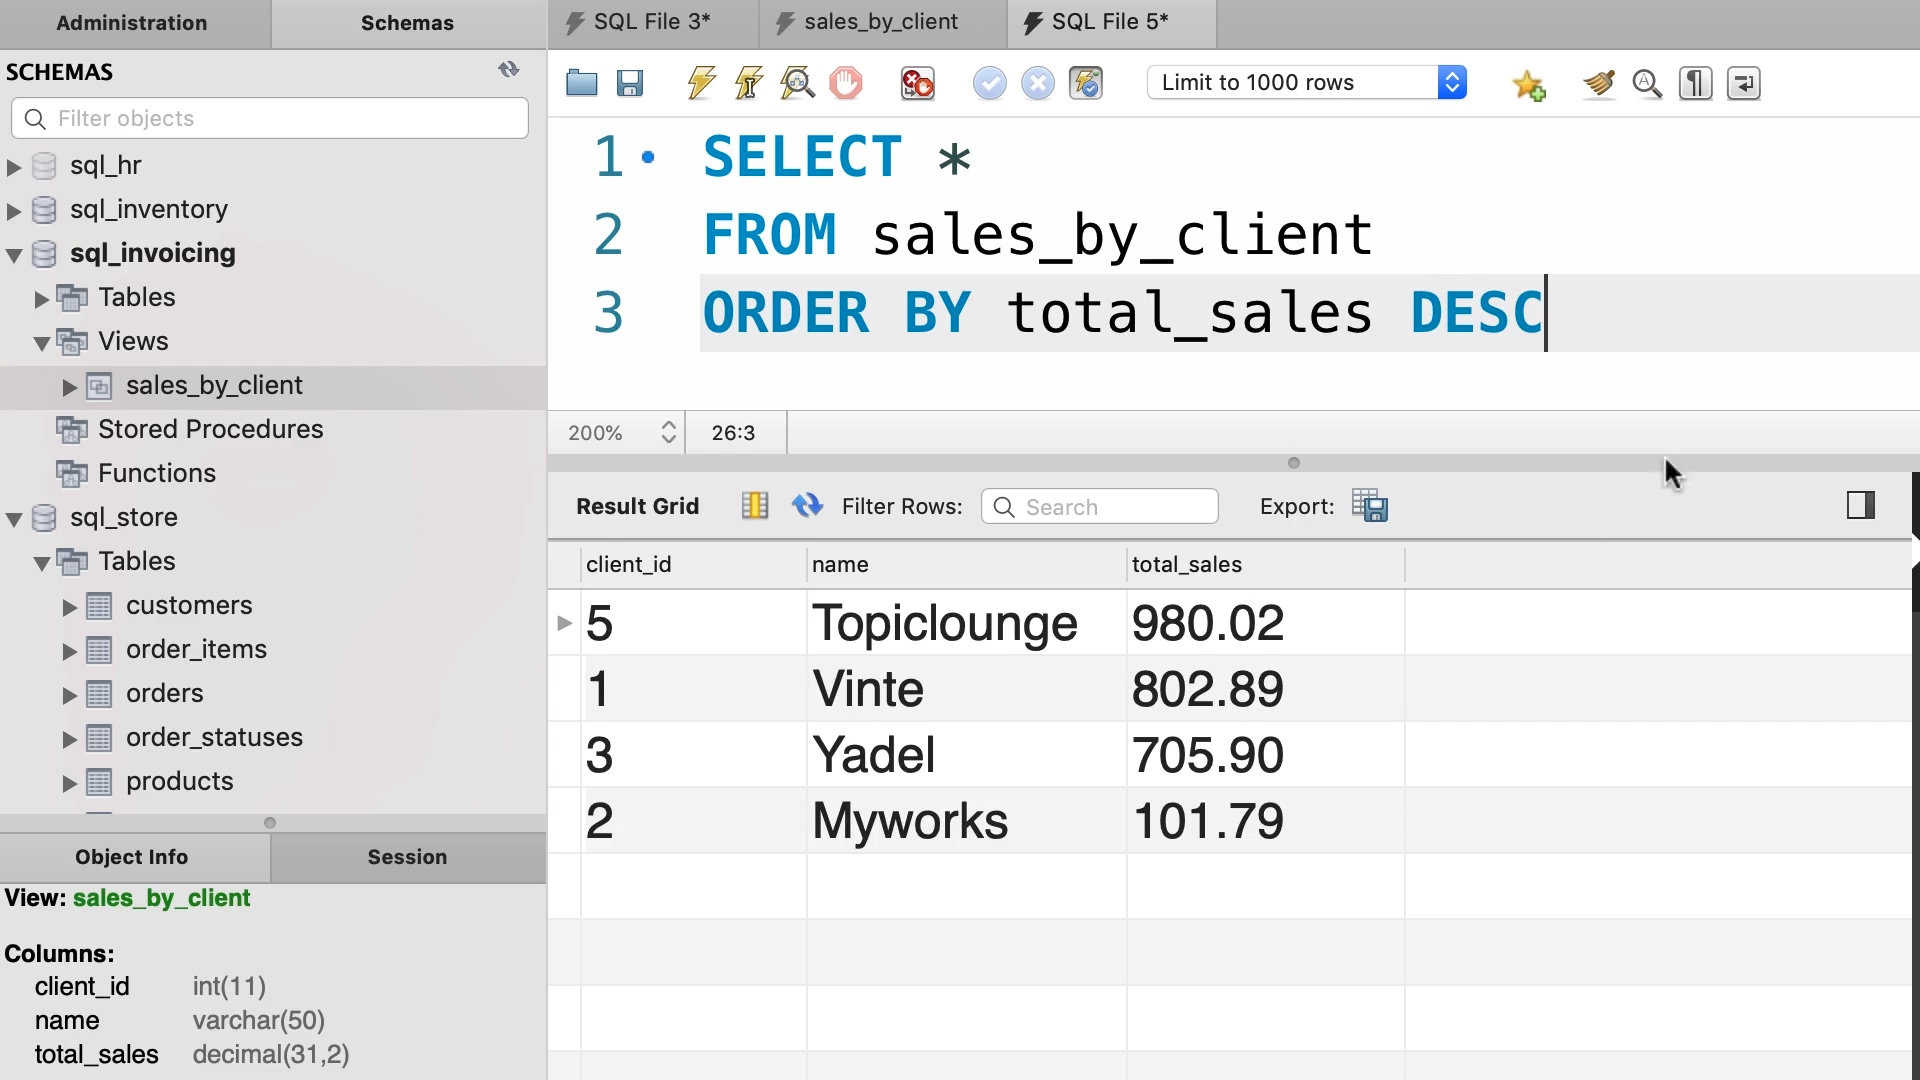 Administration
Schemas
SCHEMAS
Filter objects
sql_hr
sql_inventory
sql_invoicing
Tables
Views
sales_by_client
Stored Procedures
Functions
sql_store
Tables
customers
order_items
orders
order_statuses
products
Object Info
Session
View: sales_by_client
Columns:
client_id int(11)
name varchar(50)
total_sales decimal(31,2)
SQL File 3*
sales_by_client
SQL File 5*
Limit to 1000 rows
1 SELECT *
2 FROM sales_by_client
3 ORDER BY total_sales DESC
200% 26:3
Result Grid Filter Rows: Search Export:
client_id name total_sales
5 Topiclounge 980.02
1 Vinte 802.89
3 Yadel 705.90
2 Myworks 101.79